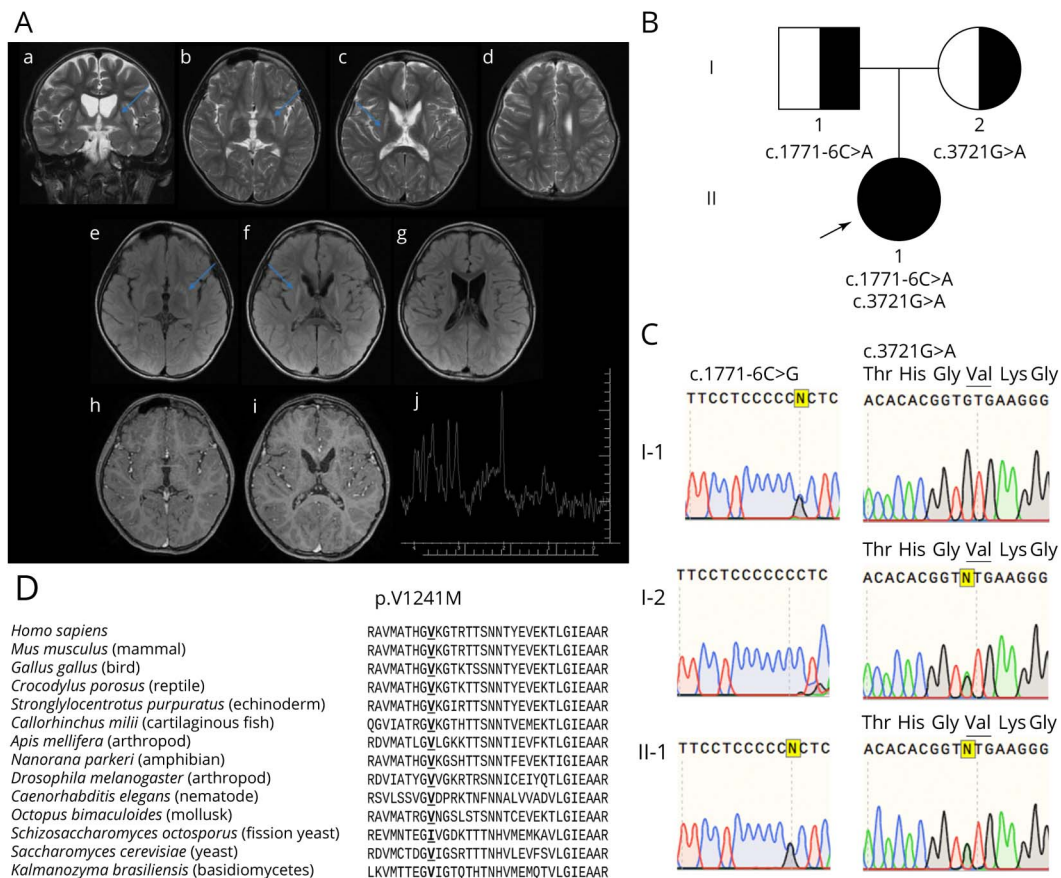 A
a
b
c
d
e
f
g
h
i
j
B
I
1
2
c.1771-6C>A
c.3721G>A
II
1
c.1771-6C>A
c.3721G>A
C
c.1771-6C>G
c.3721G>A
Thr His Gly Val Lys Gly
TTCCTCCCCCNCTC
ACACACGGTGTGAAGGG
I-1
Thr His Gly Val Lys Gly
TTCCTCCCCCCCTC
ACACACGGTNTGAAGGG
I-2
Thr His Gly Val Lys Gly
II-1
TTCCTCCCCCNCTC
ACACACGGTNTGAAGGG
D
p.V1241M
Homo sapiens RAVMATHGVKGTRTTSNNTYEVEKTLGIEAAR
Mus musculus (mammal) RAVMATHGVKGTRTTSNNTYEVEKTLGIEAAR
Gallus gallus (bird) RAVMATHGVKGTKTTSSNTYEVEKTLGIEAAR
Crocodylus porosus (reptile) RAVMATHGVKGTKTTSNNTYEVEKTLGIEAAR
Stronglylocentrotus purpuratus (echinoderm) RAVMATHGVKGIRTTSNNTYEVEKTLGIEAAR
Callorhinchus milii (cartilaginous fish) QGVIATRGVKGTHTTSNNTVEMEKTLGIEAAR
Apis mellifera (arthropod) RDVMATLGVLGKKTTSNNTIEVFKTLGIEAAR
Nanorana parkeri (amphibian) RAVMATHGVKGSHTTSNNTYEVEKTIGIEAAR
Drosophila melanogaster (arthropod) RDVIATYGVVGKRTRSNNICEIYQTLGIEAAR
Caenorhabditis elegans (nematode) RSVLSSVGVDPRKTNFNNALVVADVLGIEAAR
Octopus bimaculoides (mollusk) RAVMATRGVNGSLSTSNNTCEVEKTLGIEAAR
Schizosaccharomyces octosporus (fission yeast) REVMNTEGIVGDKTTTNHVMEMKAVLGIEAAR
Saccharomyces cerevisiae (yeast) RDVMCTDGVIGSRTTTNHVLEVFSVLGIEAAR
Kalmanozyma brasiliensis (basidiomycetes) LKVMTTEGVIGTQTHTNHVMEMQTVLGIEAAR